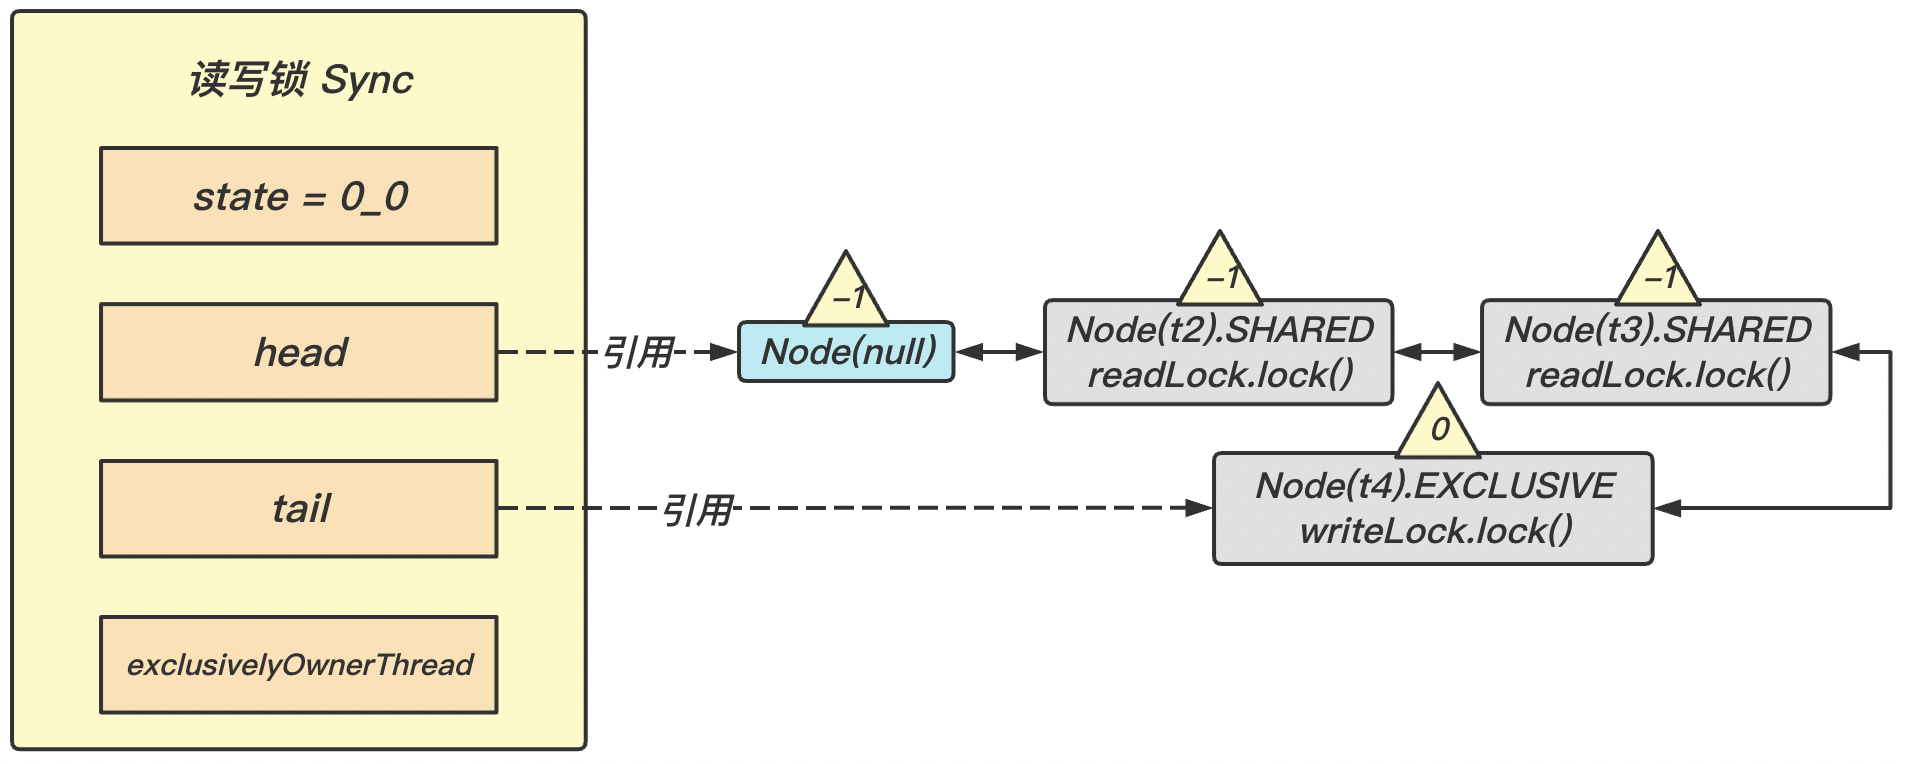 读写锁 Sync
state = 0_0
head
引用
-1
Node(null)
-1
Node(t2).SHARED
readLock.lock()
-1
Node(t3).SHARED
readLock.lock()
tail
引用
0
Node(t4).EXCLUSIVE
writeLock.lock()
exclusivelyOwnerThread